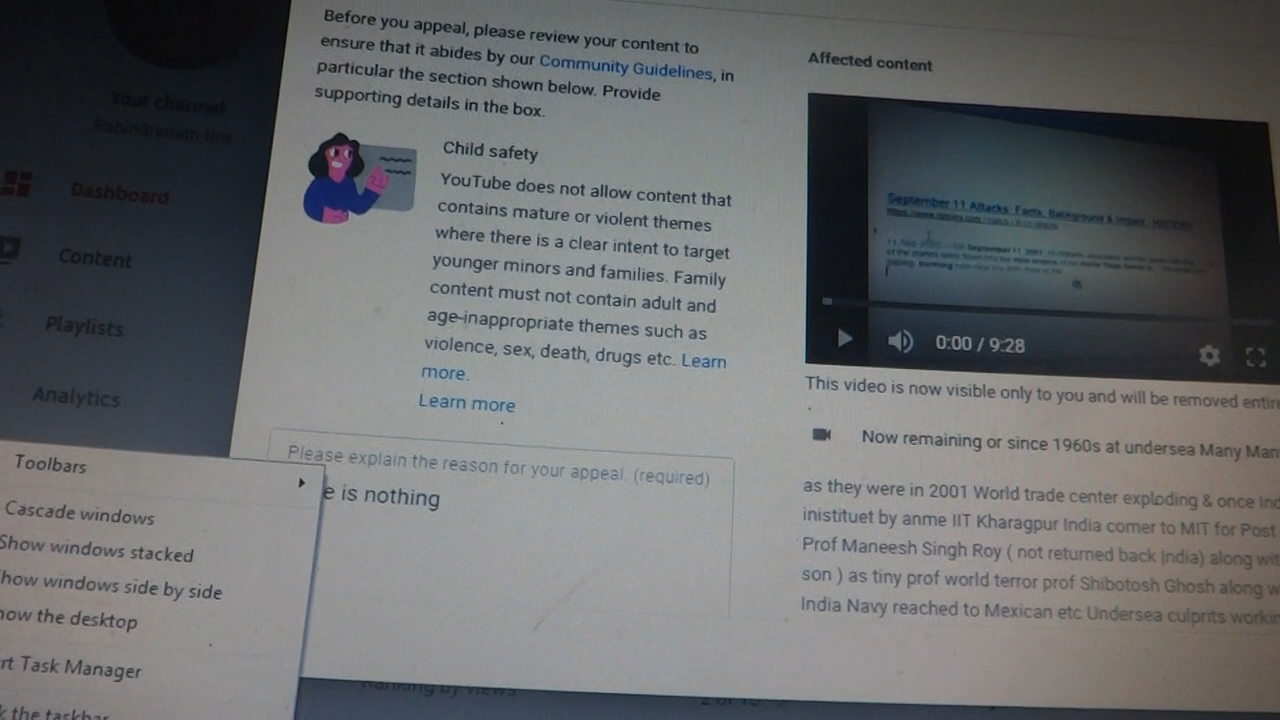 Before you appeal, please review your content to
ensure that it abides by our Community Guidelines, in
particular the section shown below. Provide
supporting details in the box.
Child safety
YouTube does not allow content that
contains mature or violent themes
where there is a clear intent to target
younger minors and families. Family
content must not contain adult and
age-inappropriate themes such as
violence, sex, death, drugs etc. Learn
more.
Learn more
Please explain the reason for your appeal. (required)
e is nothing
Your channel
Dashboard
Content
Playlists
Analytics
Toolbars
Cascade windows
Show windows stacked
how windows side by side
how the desktop
rt Task Manager
k the taskbar
Ranking by views
Affected content
September 11 Attacks: Facts, Background & Impact - HISTORY
0:00 / 9:28
This video is now visible only to you and will be removed entire
Now remaining or since 1960s at undersea Many Man
as they were in 2001 World trade center exploding & once Ind
inistituet by anme IIT Kharagpur India comer to MIT for Post
Prof Maneesh Singh Roy ( not returned back India) along wit
son ) as tiny prof world terror prof Shibotosh Ghosh along w
India Navy reached to Mexican etc Undersea culprits workin